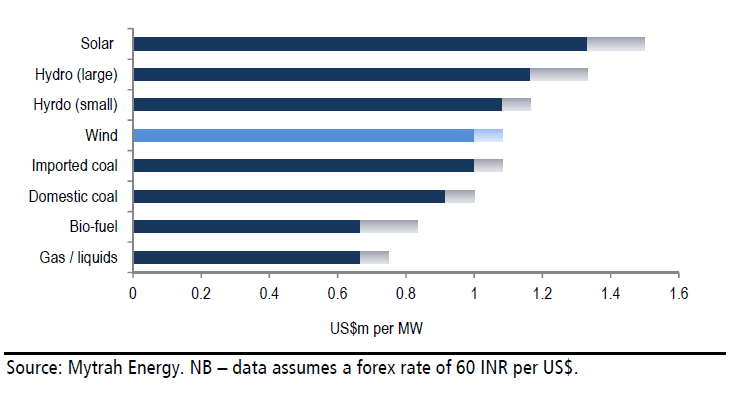 Solar
Hydro (large)
Hyrdo (small)
Wind
Imported coal
Domestic coal
Bio-fuel
Gas / liquids
0 0.2 0.4 0.6 0.8 1 1.2 1.4 1.6
US$m per MW
Source: Mytrah Energy. NB – data assumes a forex rate of 60 INR per US$.